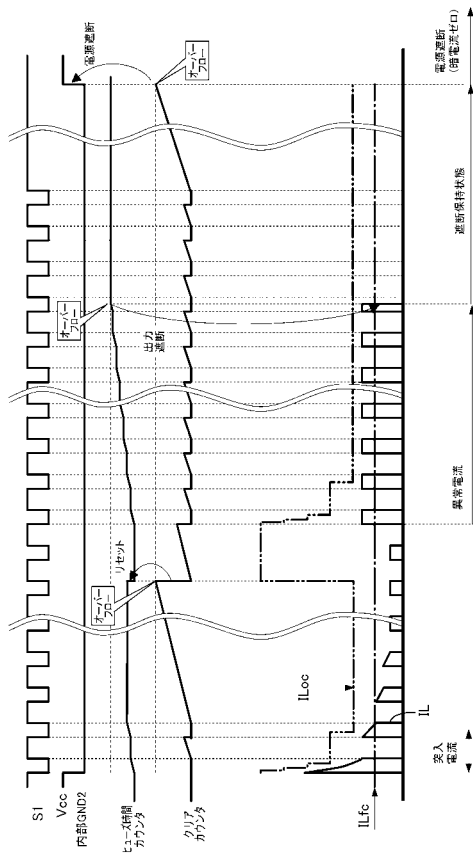 S1
Vcc
内部GND2
ヒューズ時間
カウンタ
クリア
カウンタ
ILfc
オーバー
フロー
リセット
オーバー
フロー
出力
遮断
オーバー
フロー
電源遮断
ILoc
IL
突入
電流
異常電流
遮断保持状態
電源遮断
(暗電流ゼロ)